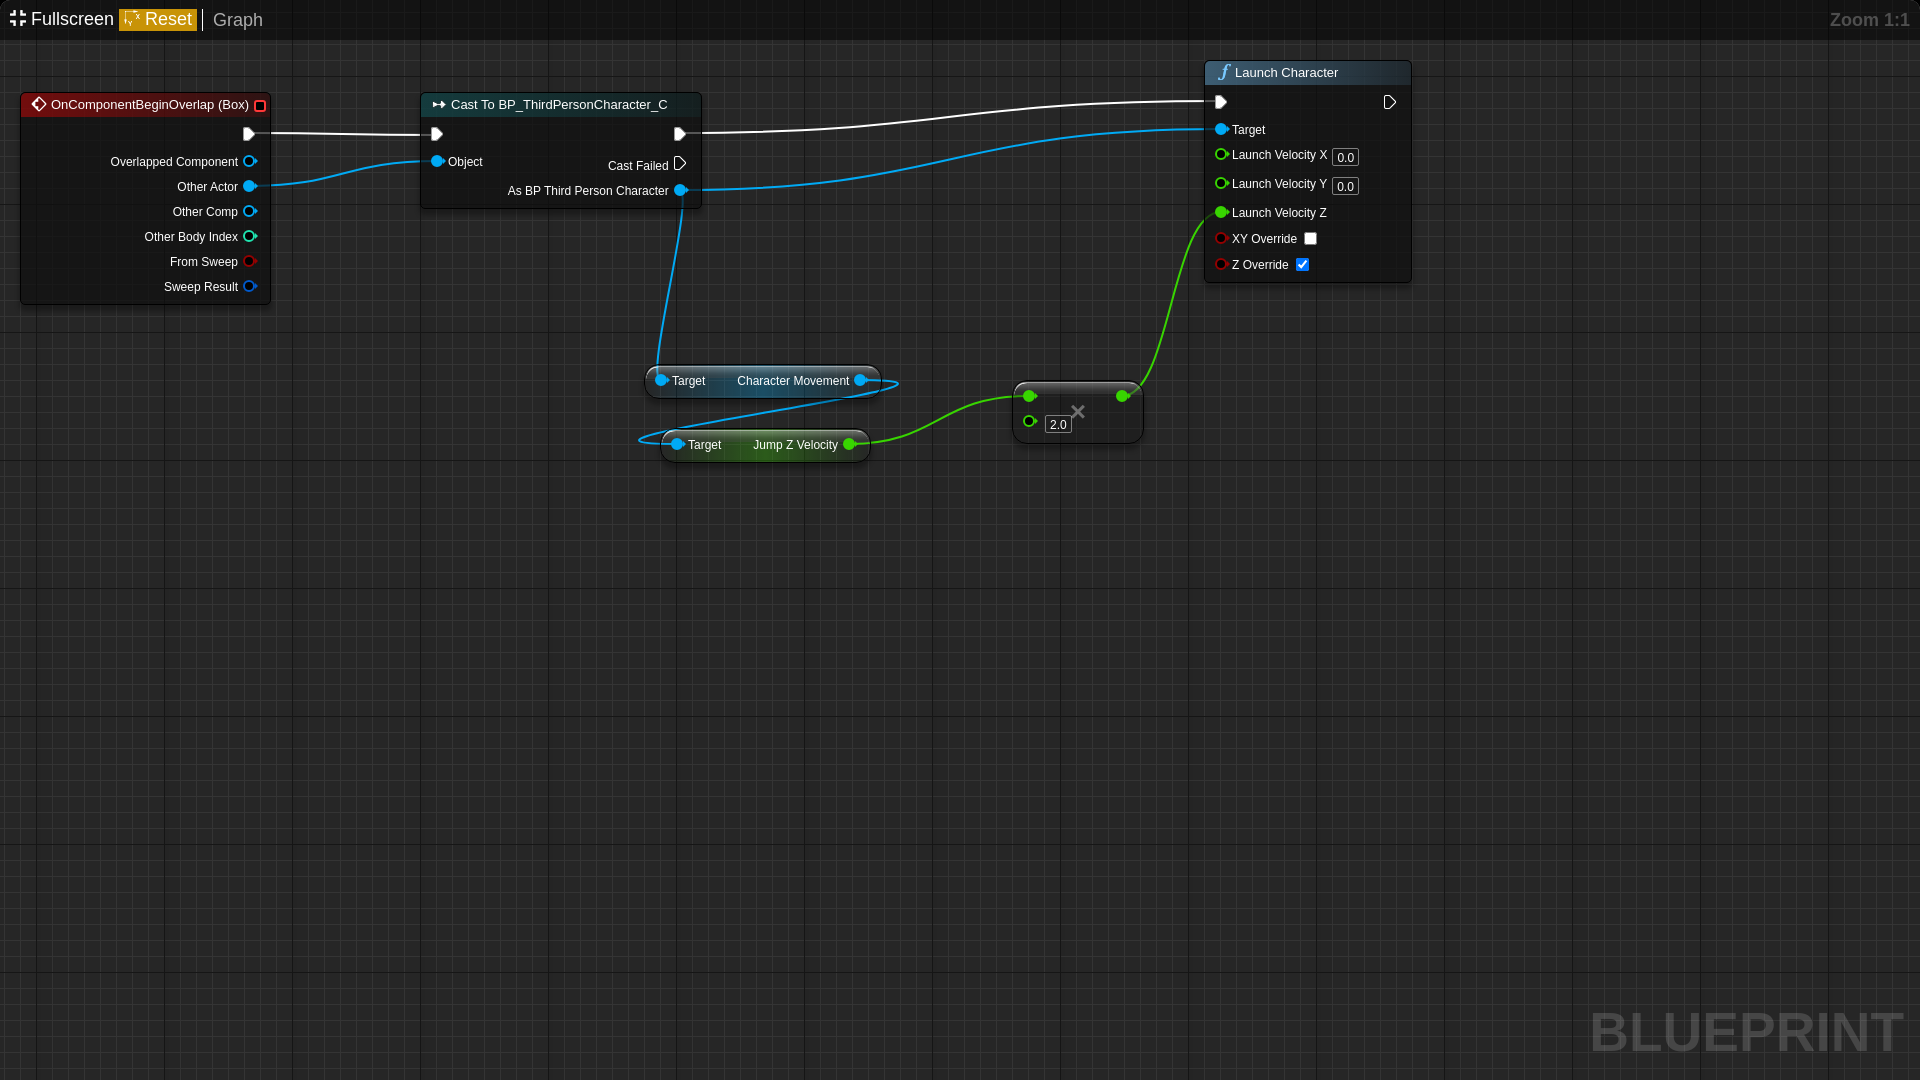 Fullscreen Reset Graph Zoom 1:1
OnComponentBeginOverlap (Box)
Overlapped Component
Other Actor
Other Comp
Other Body Index
From Sweep
Sweep Result
Cast To BP_ThirdPersonCharacter_C
Object
Cast Failed
As BP Third Person Character
Launch Character
Target
Launch Velocity X 0.0
Launch Velocity Y 0.0
Launch Velocity Z
XY Override
Z Override
Target Character Movement
Target Jump Z Velocity
2.0
BLUEPRINT